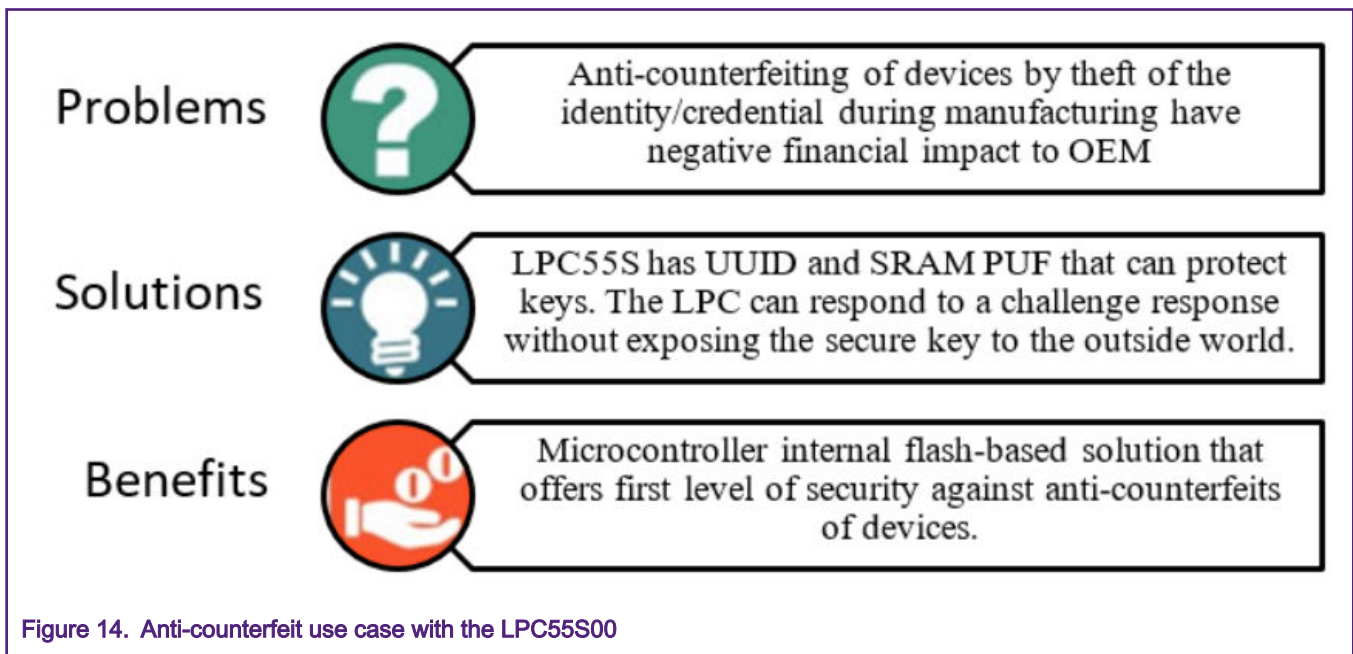 Problems
Anti-counterfeiting of devices by theft of the
identity/credential during manufacturing have
negative financial impact to OEM
Solutions
LPC55S has UUID and SRAM PUF that can protect
keys. The LPC can respond to a challenge response
without exposing the secure key to the outside world.
Benefits
Microcontroller internal flash-based solution that
offers first level of security against anti-counterfeits
of devices.
Figure 14. Anti-counterfeit use case with the LPC55S00